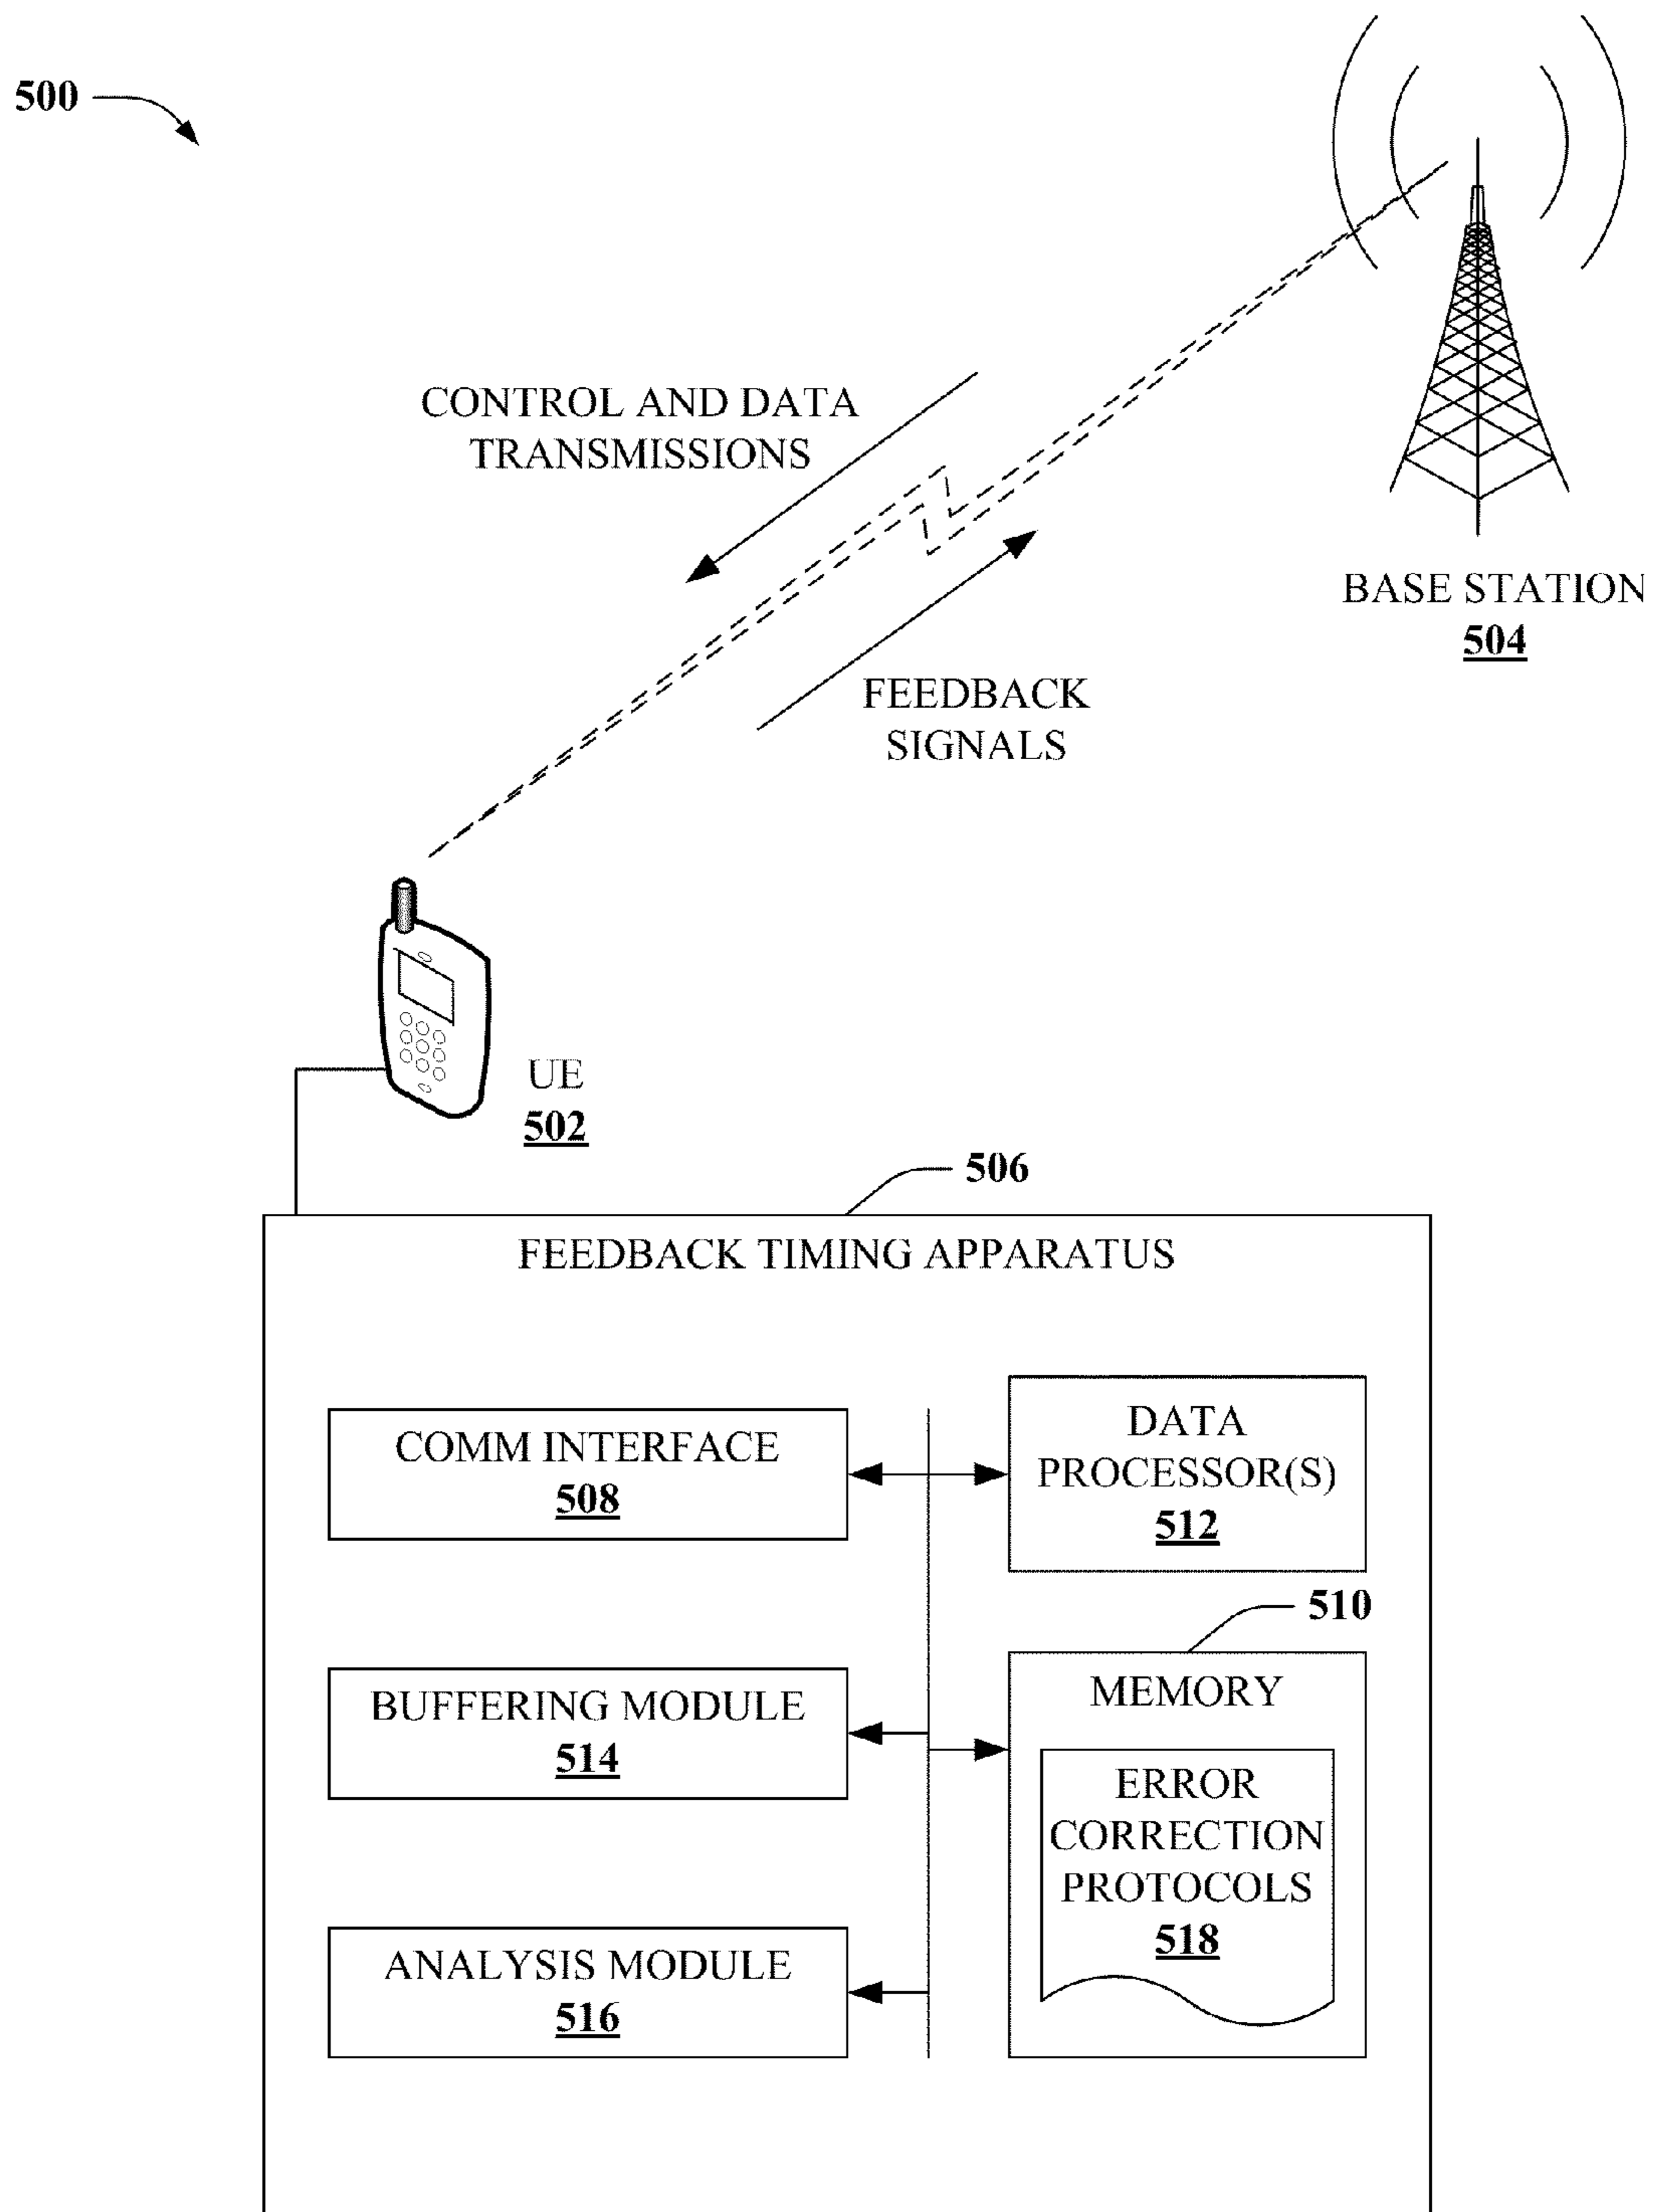 500
CONTROL AND DATA
TRANSMISSIONS
BASE STATION
504
FEEDBACK
SIGNALS
UE
502
506
FEEDBACK TIMING APPARATUS
COMM INTERFACE
508
DATA
PROCESSOR(S)
512
510
BUFFERING MODULE
514
MEMORY
ERROR
CORRECTION
PROTOCOLS
518
ANALYSIS MODULE
516